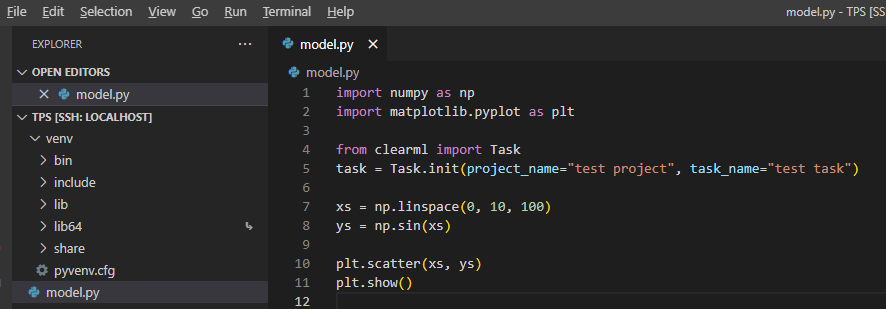 File Edit Selection View Go Run Terminal Help
model.py - TPS [SS
EXPLORER
...
OPEN EDITORS
model.py
TPS [SSH: LOCALHOST]
venv
bin
include
lib
lib64
share
pyvenv.cfg
model.py
model.py
model.py
1 import numpy as np
2 import matplotlib.pyplot as plt
3
4 from clearml import Task
5 task = Task.init(project_name="test project", task_name="test task")
6
7 xs = np.linspace(0, 10, 100)
8 ys = np.sin(xs)
9
10 plt.scatter(xs, ys)
11 plt.show()
12